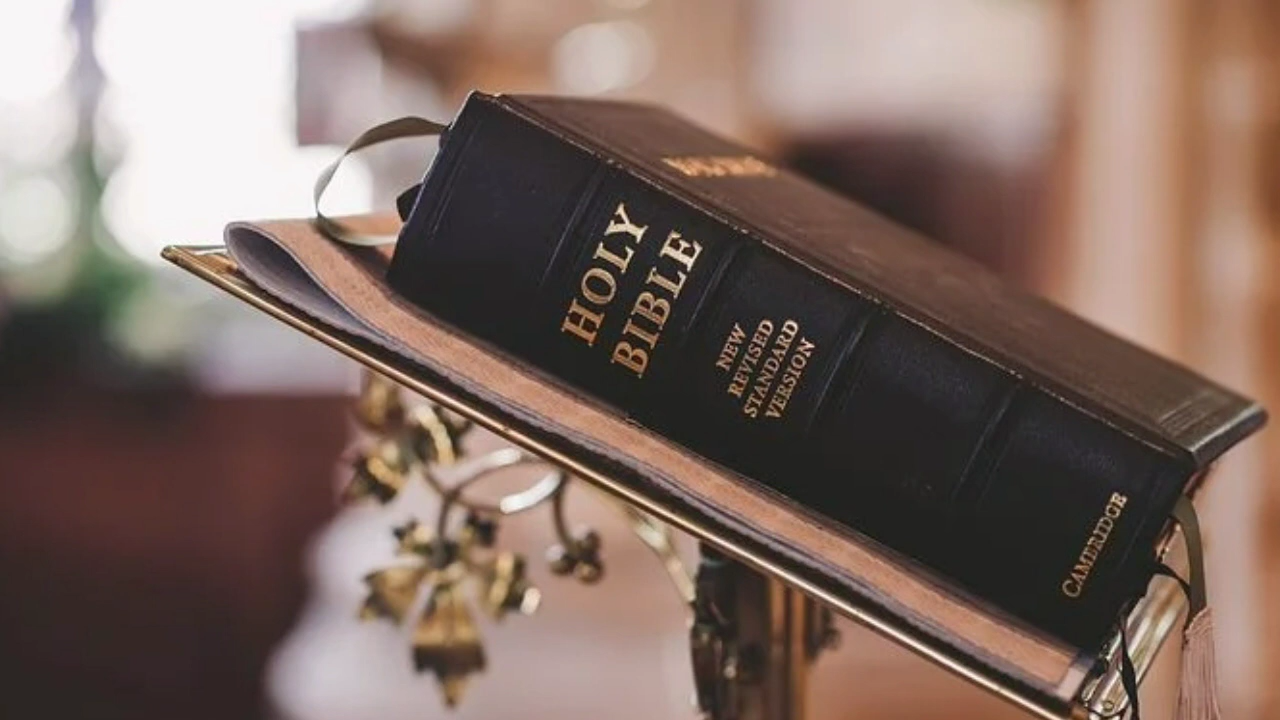 HOLY
BIBLE
NEW
REVISED
STANDARD
VERSION
CAMBRIDGE